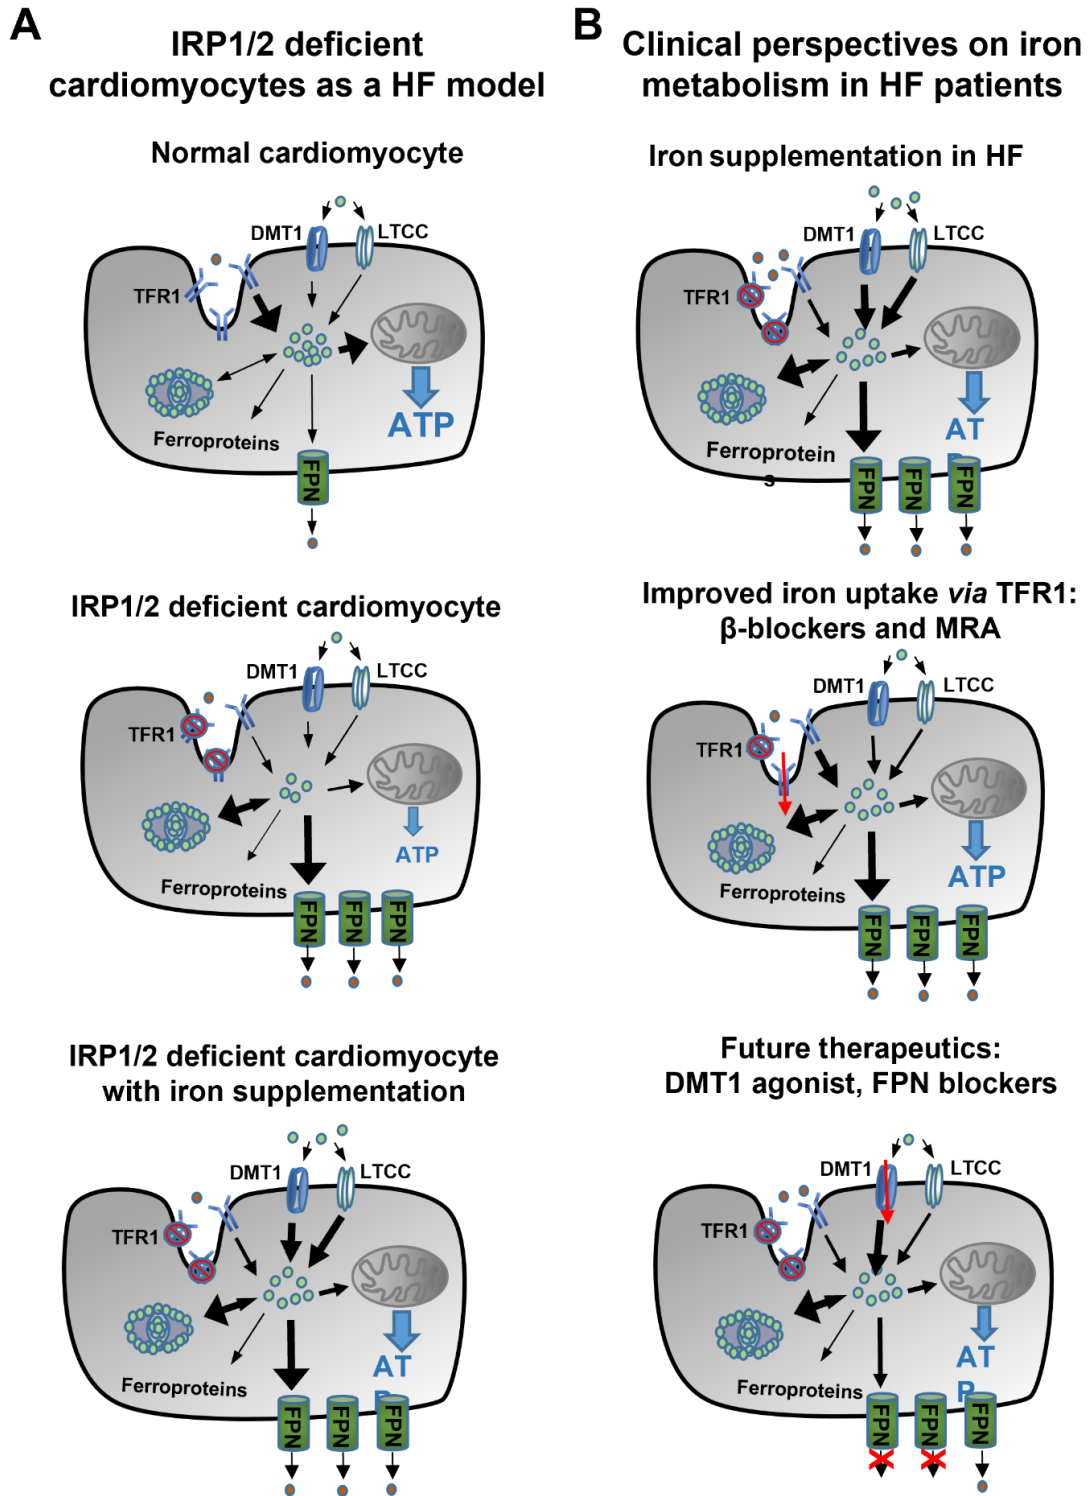 A
IRP1/2 deficient
cardiomyocytes as a HF model
Normal cardiomyocyte
DMT1
LTCC
TFR1
ATP
Ferroproteins
FPN
IRP1/2 deficient cardiomyocyte
DMT1
LTCC
TFR1
ATP
Ferroproteins
FPN
FPN
FPN
IRP1/2 deficient cardiomyocyte
with iron supplementation
DMT1
LTCC
TFR1
AT
P
Ferroproteins
FPN
FPN
FPN
B
Clinical perspectives on iron
metabolism in HF patients
Iron supplementation in HF
DMT1
LTCC
TFR1
AT
P
Ferroprotein
s
FPN
FPN
FPN
Improved iron uptake via TFR1:
β-blockers and MRA
DMT1
LTCC
TFR1
ATP
Ferroproteins
FPN
FPN
FPN
Future therapeutics:
DMT1 agonist, FPN blockers
DMT1
LTCC
TFR1
AT
P
Ferroproteins
FPN
FPN
FPN